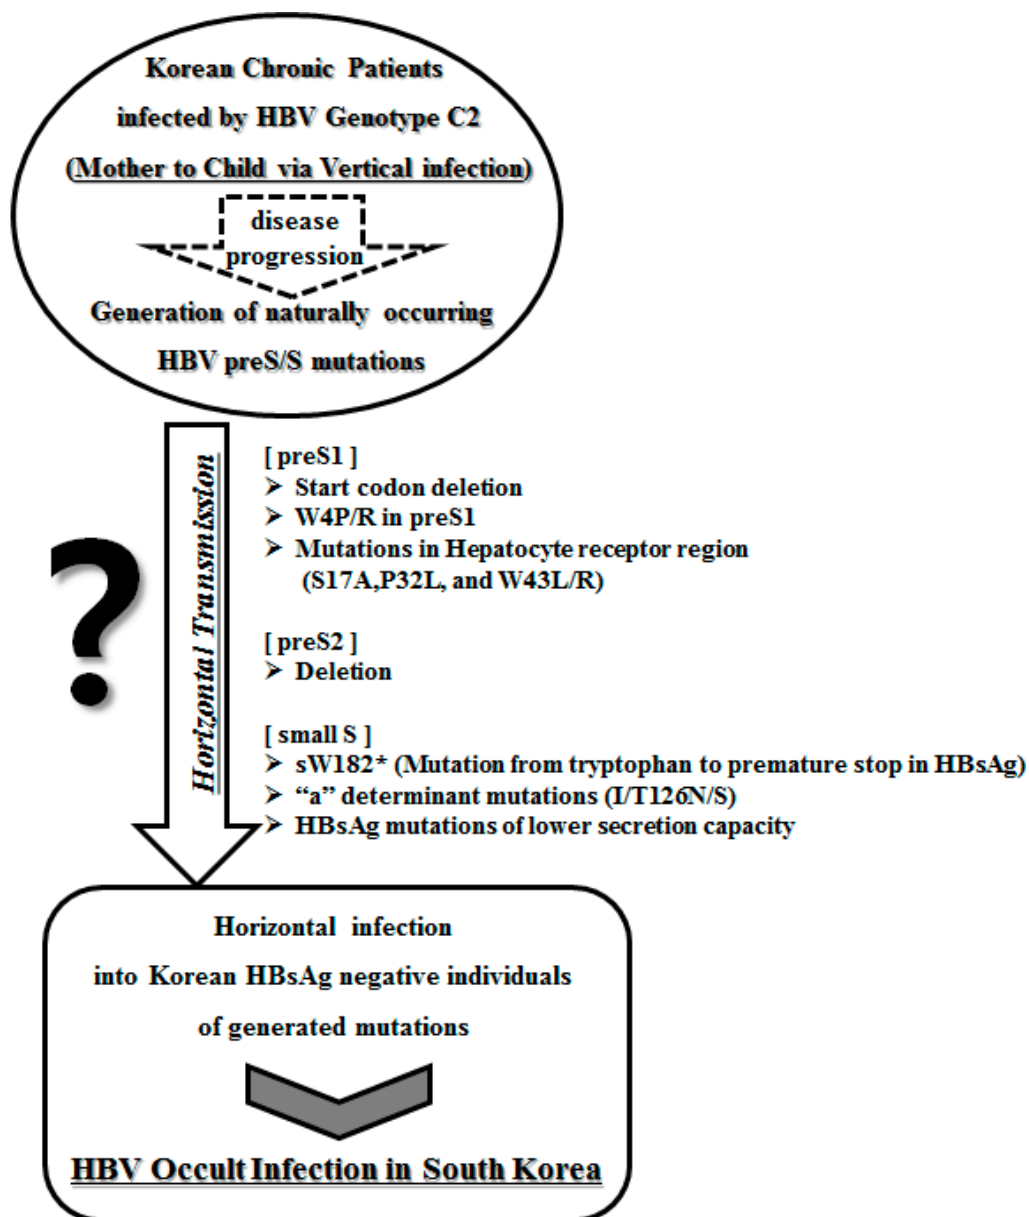 Korean Chronic Patients
infected by HBV Genotype C2
(Mother to Child via Vertical infection)
disease
progression
Generation of naturally occurring
HBV preS/S mutations
?
Horizontal Transmission
[ preS1 ]
➢ Start codon deletion
➢ W4P/R in preS1
➢ Mutations in Hepatocyte receptor region
(S17A,P32L, and W43L/R)
[ preS2 ]
➢ Deletion
[ small S ]
➢ sW182* (Mutation from tryptophan to premature stop in HBsAg)
➢ “a” determinant mutations (I/T126N/S)
➢ HBsAg mutations of lower secretion capacity
Horizontal infection
into Korean HBsAg negative individuals
of generated mutations
HBV Occult Infection in South Korea